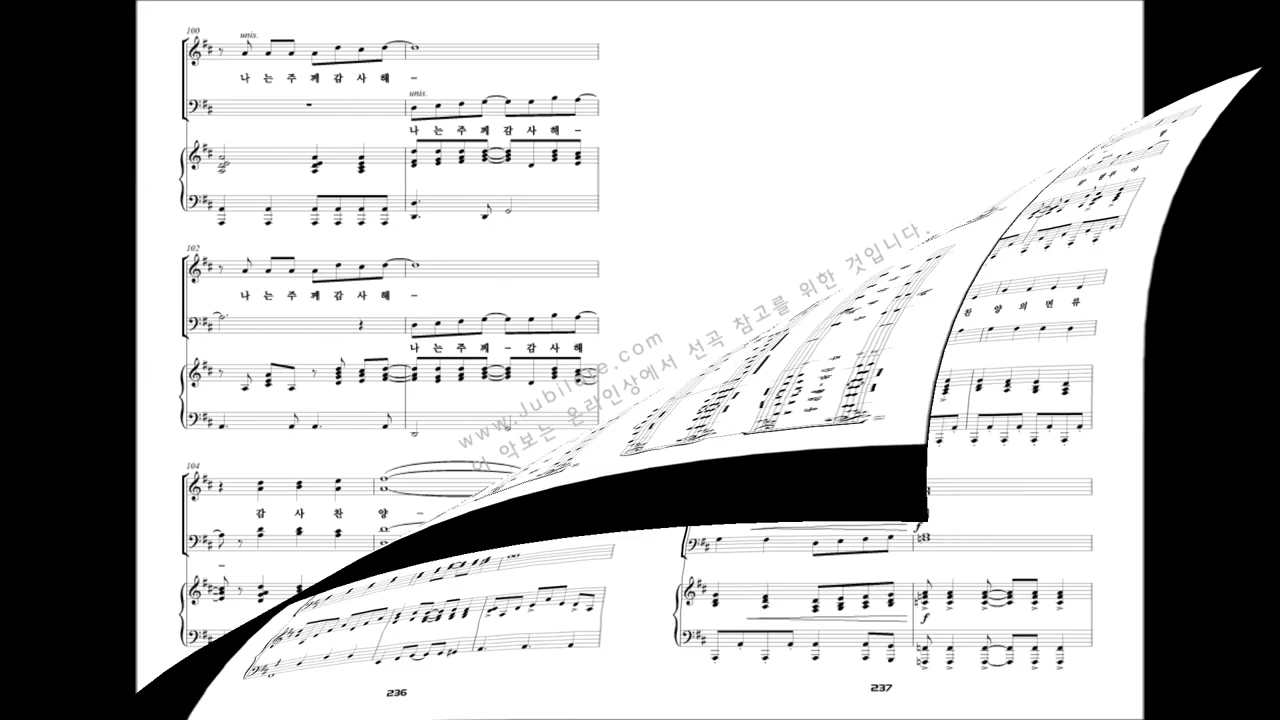 100
unis.
나 는 주 께 감 사 해 -
unis.
나 는 주 께 감 사 해 -
102
나 는 주 께 감 사 해 -
나 는 주 께 - 감 사 해
104
감 사 찬 양 -
찬 양 의 면 류
www.Jubilate.com
이 악보는 온라인상에서 선곡 참고를 위한 것입니다.
f
f
236
237